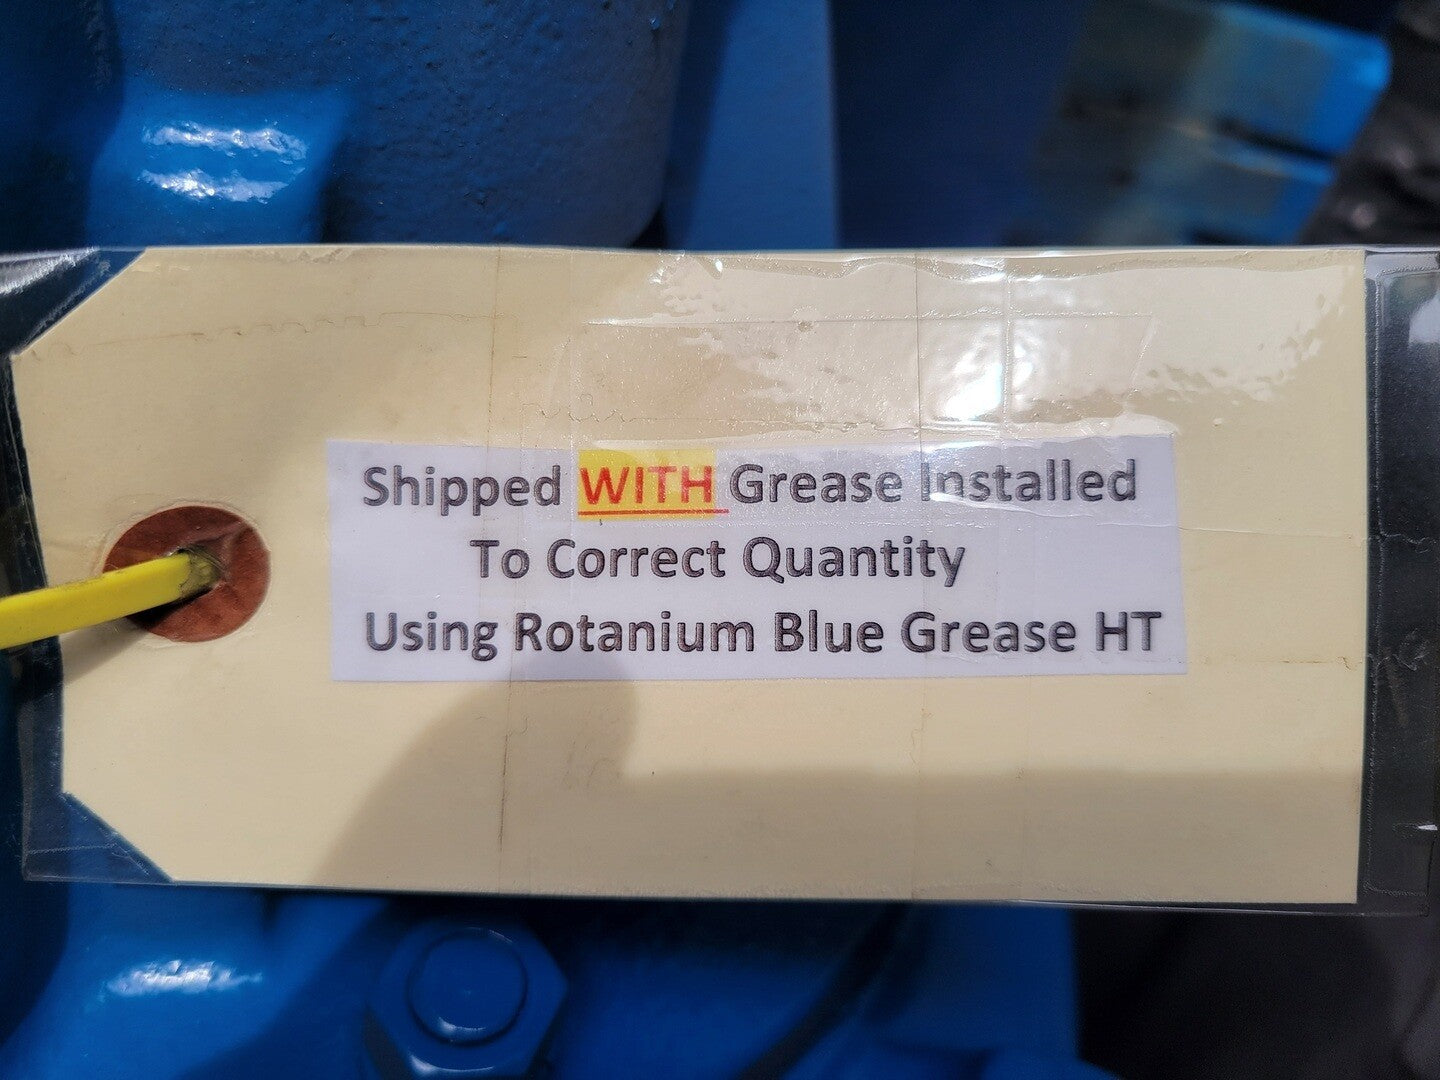 Shipped WITH Grease Installed
To Correct Quantity
Using Rotanium Blue Grease HT